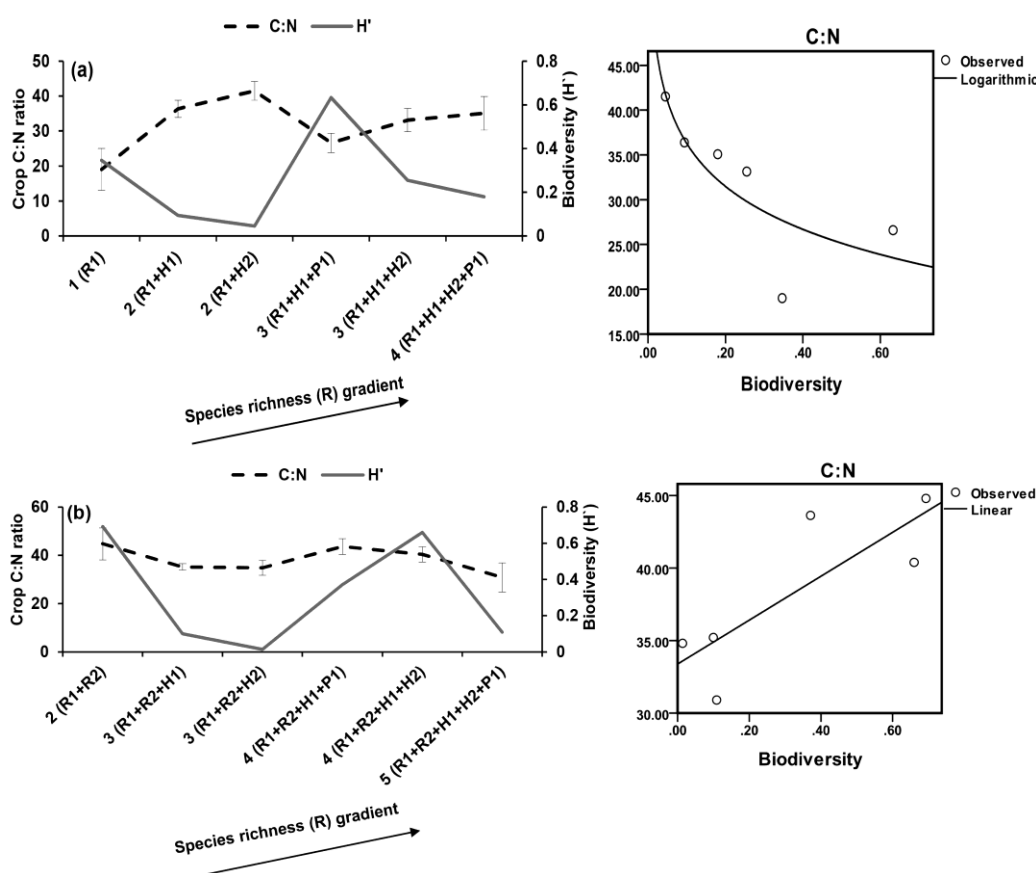 C:N H'
(a)
Crop C:N ratio
50
40
30
20
10
0
0.8
0.6
0.4
0.2
0
Biodiversity (H`)
1 (R1)
2 (R1+H1)
2 (R1+H2)
3 (R1+H1+P1)
3 (R1+H1+H2)
4 (R1+H1+H2+P1)
Species richness (R) gradient
C:N
Observed
Logarithmic
45.00
40.00
35.00
30.00
25.00
20.00
15.00
.00 .20 .40 .60
Biodiversity
C:N H'
(b)
Crop C:N ratio
60
40
20
0
0.8
0.6
0.4
0.2
0
Biodiversity (H`)
2 (R1+R2)
3 (R1+R2+H1)
3 (R1+R2+H2)
4 (R1+R2+H1+P1)
4 (R1+R2+H1+H2)
5 (R1+R2+H1+H2+P1)
Species richness (R) gradient
C:N
Observed
Linear
45.00
40.00
35.00
30.00
.00 .20 .40 .60
Biodiversity